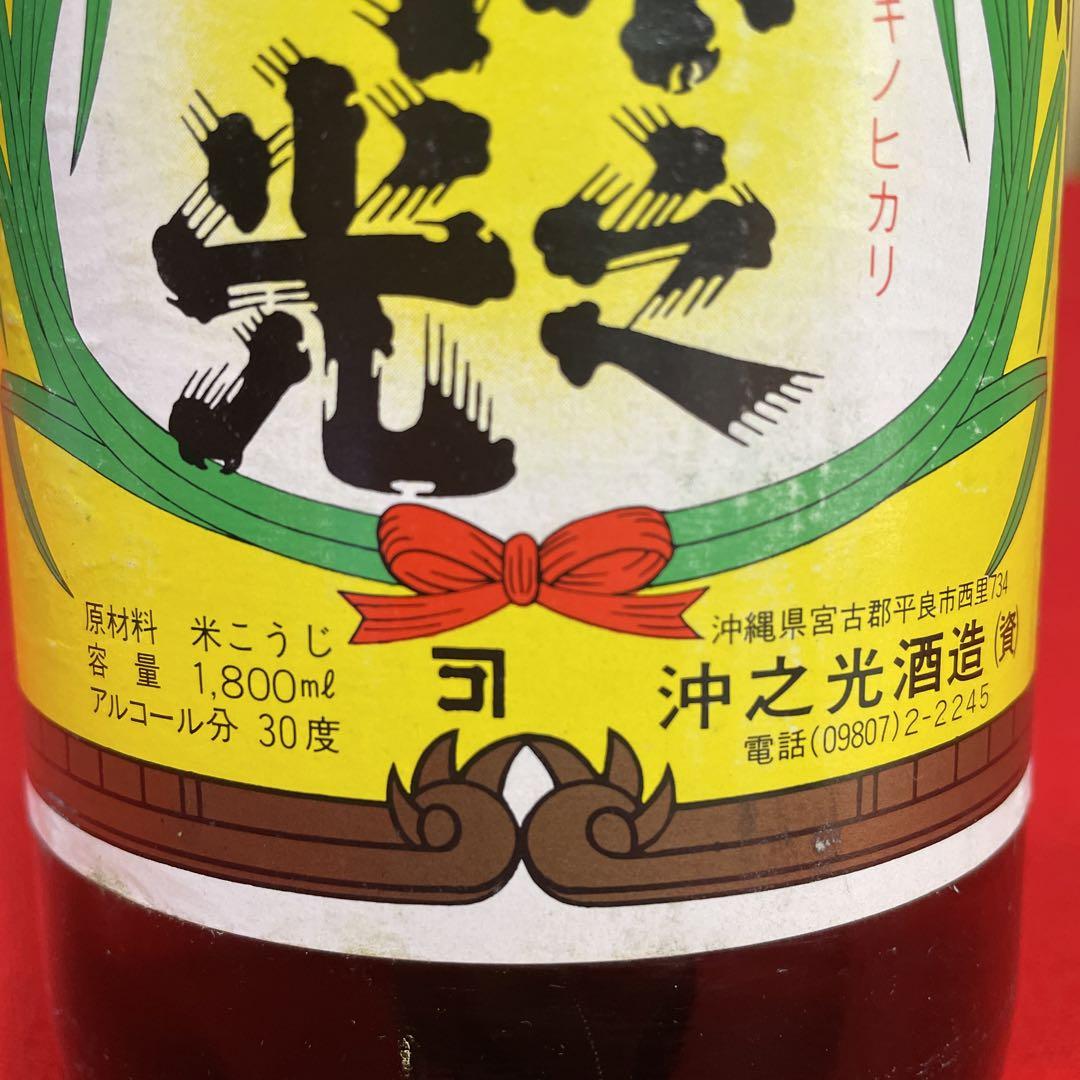 キノヒカリ
之
光
原材料 米こうじ
容量 1,800ml
アルコール分 30度
沖縄県宮古郡平良市西里734
沖之光酒造(資)
電話(09807)2-2245